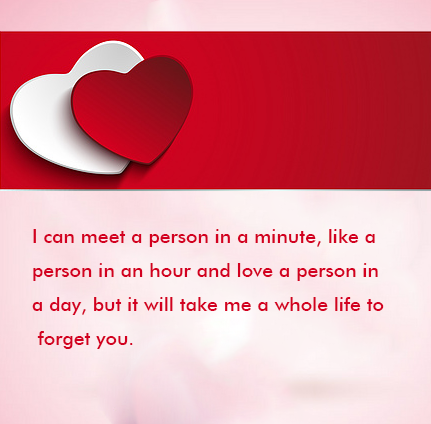 I can meet a person in a minute, like a
person in an hour and love a person in
a day, but it will take me a whole life to
forget you.